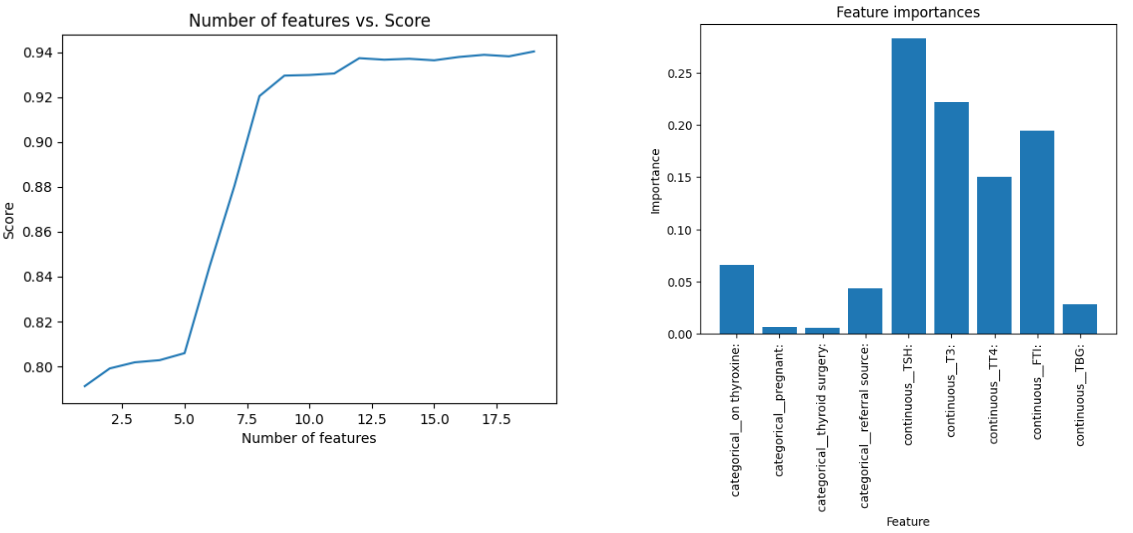 Number of features vs. Score
0.94
0.92
0.90
0.88
0.86
0.84
0.82
0.80
Score
2.5 5.0 7.5 10.0 12.5 15.0 17.5
Number of features
Feature importances
0.25
0.20
0.15
0.10
0.05
0.00
Importance
categorical__on thyroxine:
categorical__pregnant:
categorical__thyroid surgery:
categorical__referral source:
continuous__TSH:
continuous__T3:
continuous__TT4:
continuous__FTI:
continuous__TBG:
Feature